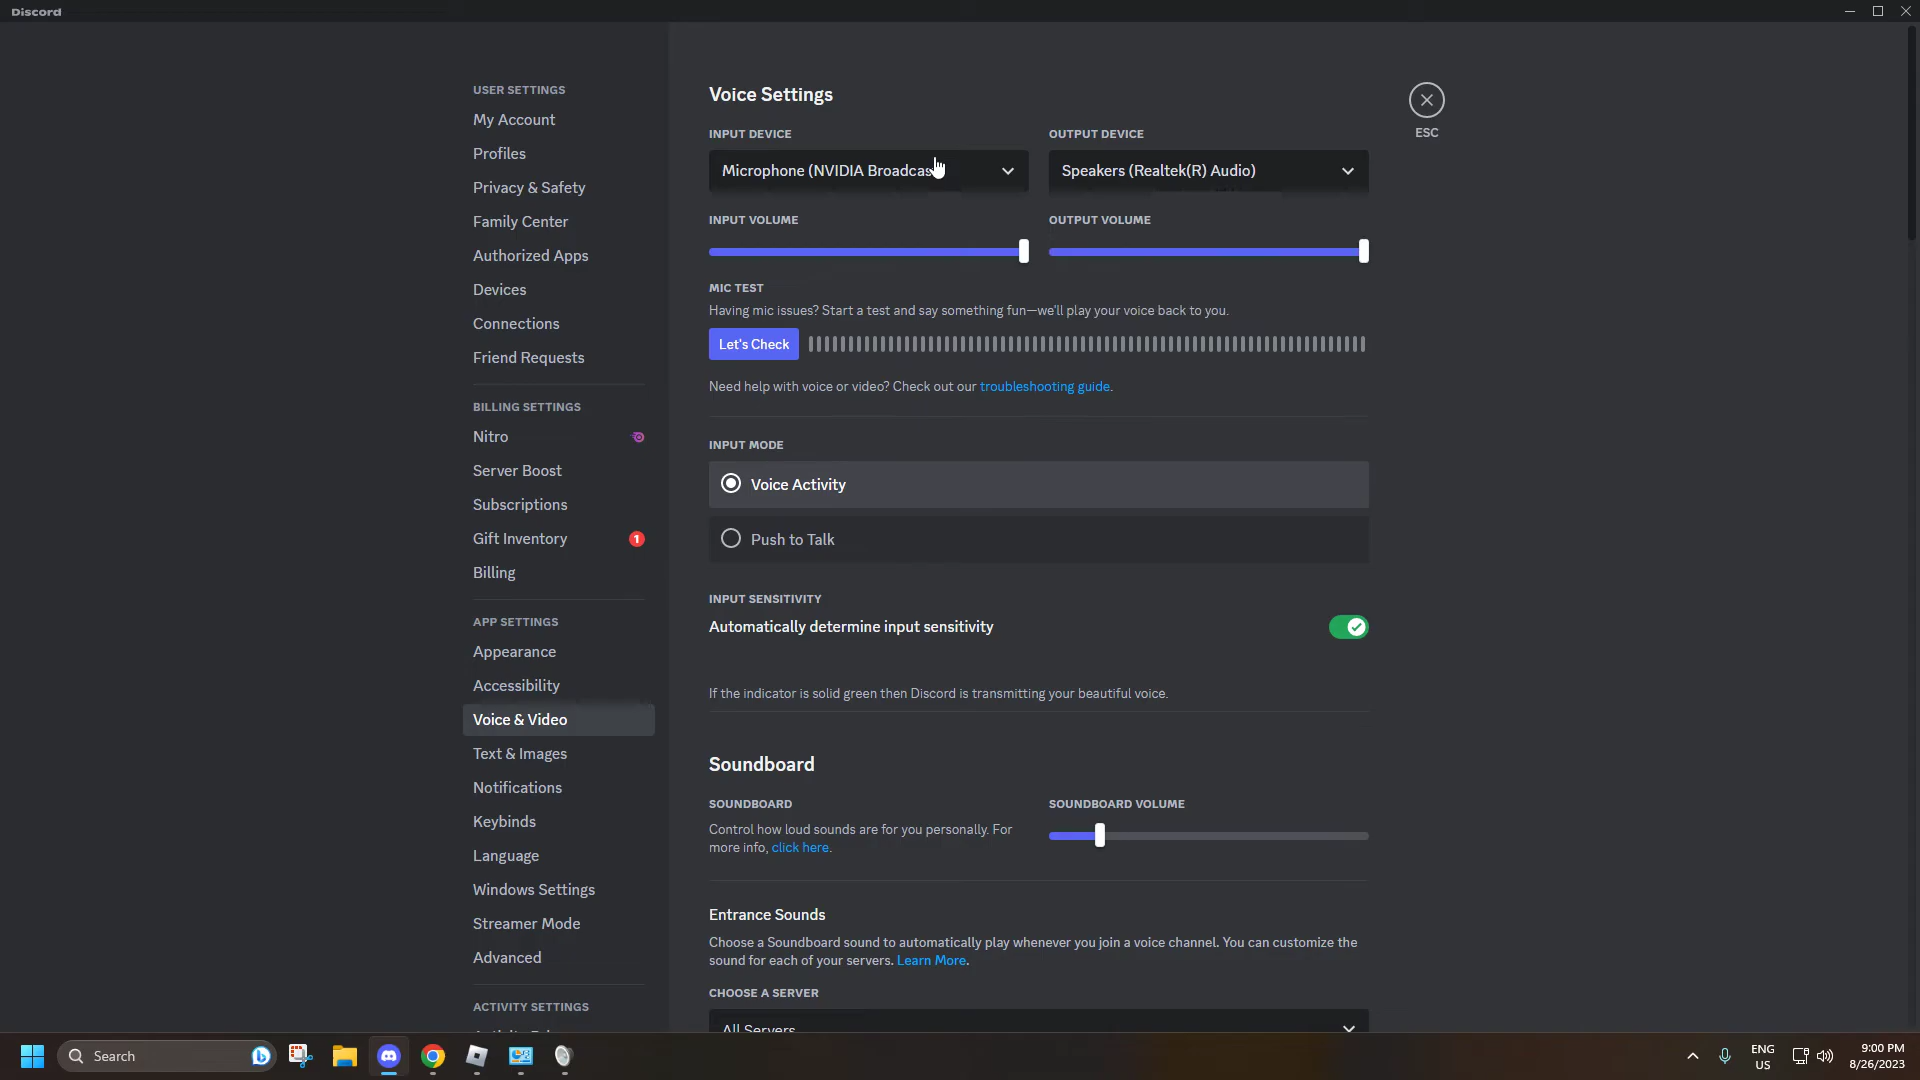 Discord
USER SETTINGS
My Account
Profiles
Privacy & Safety
Family Center
Authorized Apps
Devices
Connections
Friend Requests
BILLING SETTINGS
Nitro
Server Boost
Subscriptions
Gift Inventory
1
Billing
APP SETTINGS
Appearance
Accessibility
Voice & Video
Text & Images
Notifications
Keybinds
Language
Windows Settings
Streamer Mode
Advanced
ACTIVITY SETTINGS
Voice Settings
INPUT DEVICE
Microphone (NVIDIA Broadcas
OUTPUT DEVICE
Speakers (Realtek(R) Audio)
INPUT VOLUME
OUTPUT VOLUME
MIC TEST
Having mic issues? Start a test and say something fun—we'll play your voice back to you.
Let's Check
Need help with voice or video? Check out our troubleshooting guide.
INPUT MODE
Voice Activity
Push to Talk
INPUT SENSITIVITY
Automatically determine input sensitivity
If the indicator is solid green then Discord is transmitting your beautiful voice.
Soundboard
SOUNDBOARD
Control how loud sounds are for you personally. For
more info, click here.
SOUNDBOARD VOLUME
Entrance Sounds
Choose a Soundboard sound to automatically play whenever you join a voice channel. You can customize the
sound for each of your servers. Learn More.
CHOOSE A SERVER
All Servers
ESC
Search
ENG
US
9:00 PM
8/26/2023